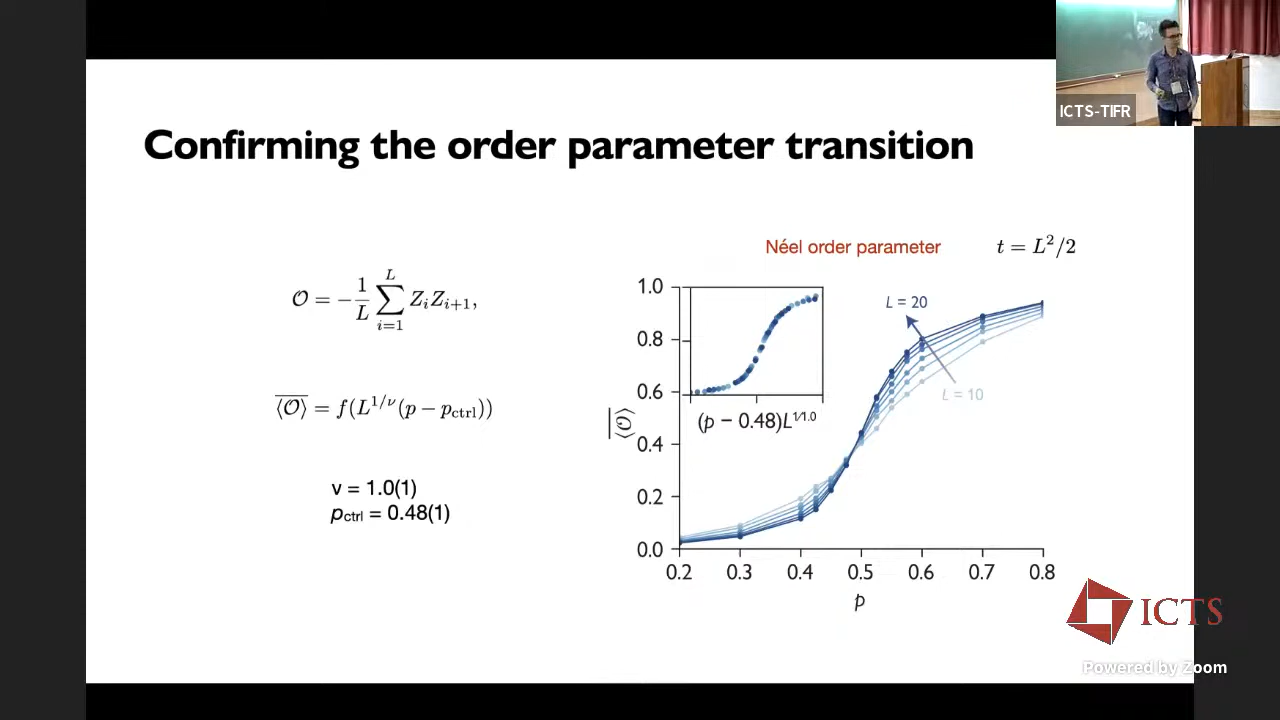 ICTS-TIFR
Confirming the order parameter transition
Néel order parameter
t = L²/2
𝒪 = −1/L ∑_{i=1}^{L} Z_i Z_{i+1},
⟨𝒪⟩‾ = f(L^{1/ν}(p − p_ctrl))
ν = 1.0(1)
p_ctrl = 0.48(1)
1.0
0.8
0.6
0.4
0.2
0.0
⟨𝒪⟩‾
L = 20
L = 10
(p − 0.48)L^{1/1.0}
0.2 0.3 0.4 0.5 0.6 0.7 0.8
p
ICTS
Powered by Zoom